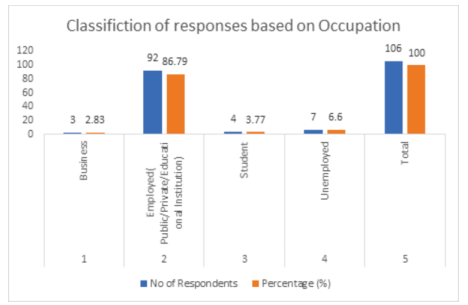 Classifiction of responses based on Occupation
120
100
80
60
40
20
0
3 2.83
92 86.79
4 3.77
7 6.6
106 100
Business
Employed(
Public/Private/Educati
onal Institution)
Student
Unemployed
Total
1 2 3 4 5
No of Respondents Percentage (%)